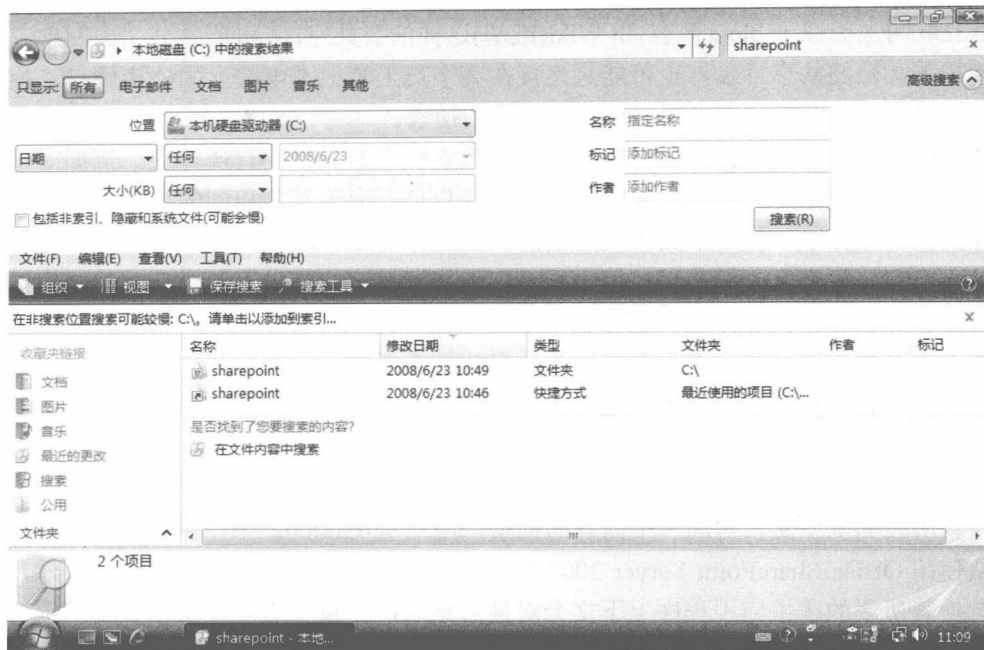 本地磁盘 (C:) 中的搜索结果
sharepoint
只显示: 所有 电子邮件 文档 图片 音乐 其他
高级搜索
位置 本机硬盘驱动器 (C:)
名称 指定名称
日期 任何 2008/6/23
标记 添加标记
大小(KB) 任何
作者 添加作者
包括非索引、隐藏和系统文件(可能会慢)
搜索(R)
文件(F) 编辑(E) 查看(V) 工具(T) 帮助(H)
组织 视图 保存搜索 搜索工具
在非搜索位置搜索可能较慢: C:\。请单击以添加到索引...
收藏夹链接
文档
图片
音乐
最近的更改
搜索
公用
文件夹
名称 修改日期 类型 文件夹 作者 标记
sharepoint 2008/6/23 10:49 文件夹 C:\
sharepoint 2008/6/23 10:46 快捷方式 最近使用的项目 (C:\...
是否找到了您要搜索的内容?
在文件内容中搜索
2 个项目
sharepoint - 本地...
11:09